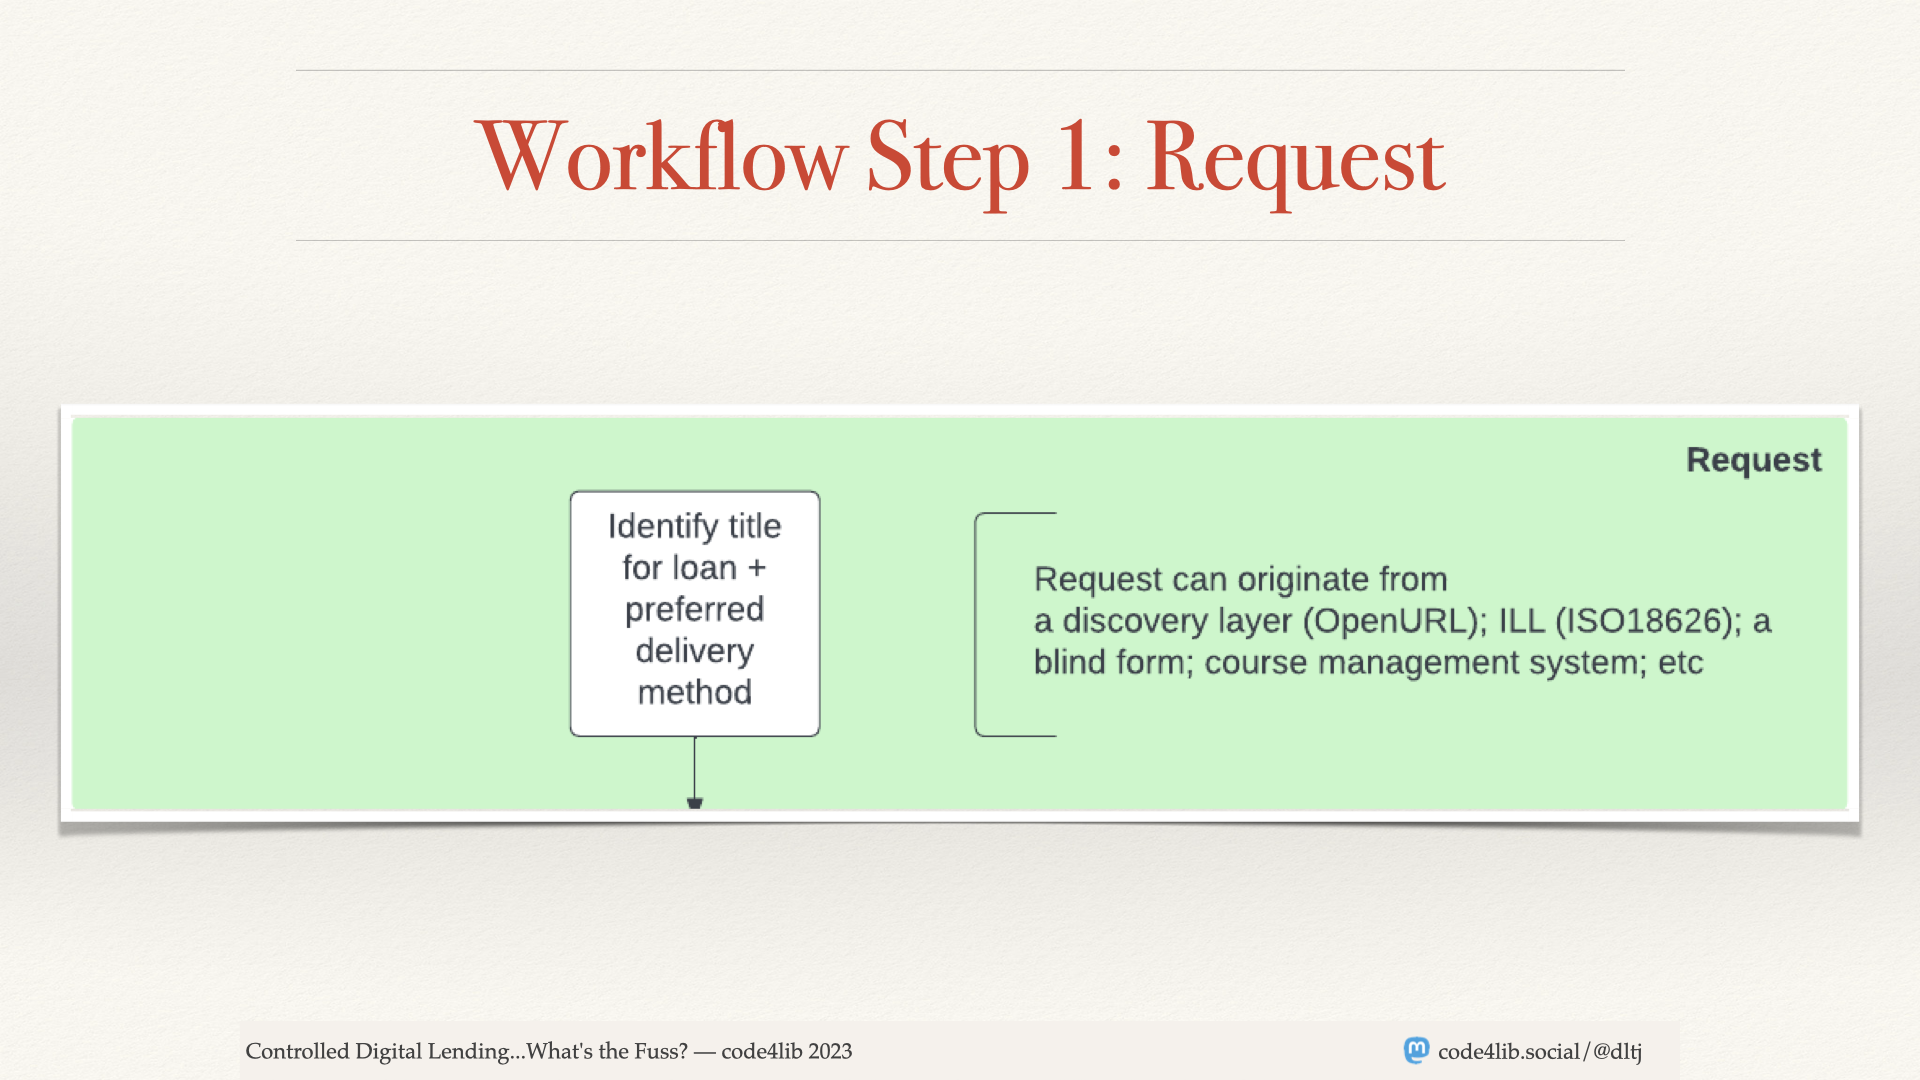 Workflow Step 1: Request
Request
Identify title
for loan +
preferred
delivery
method
Request can originate from
a discovery layer (OpenURL); ILL (ISO18626); a
blind form; course management system; etc
Controlled Digital Lending...What's the Fuss? — code4lib 2023
code4lib.social/@dltj